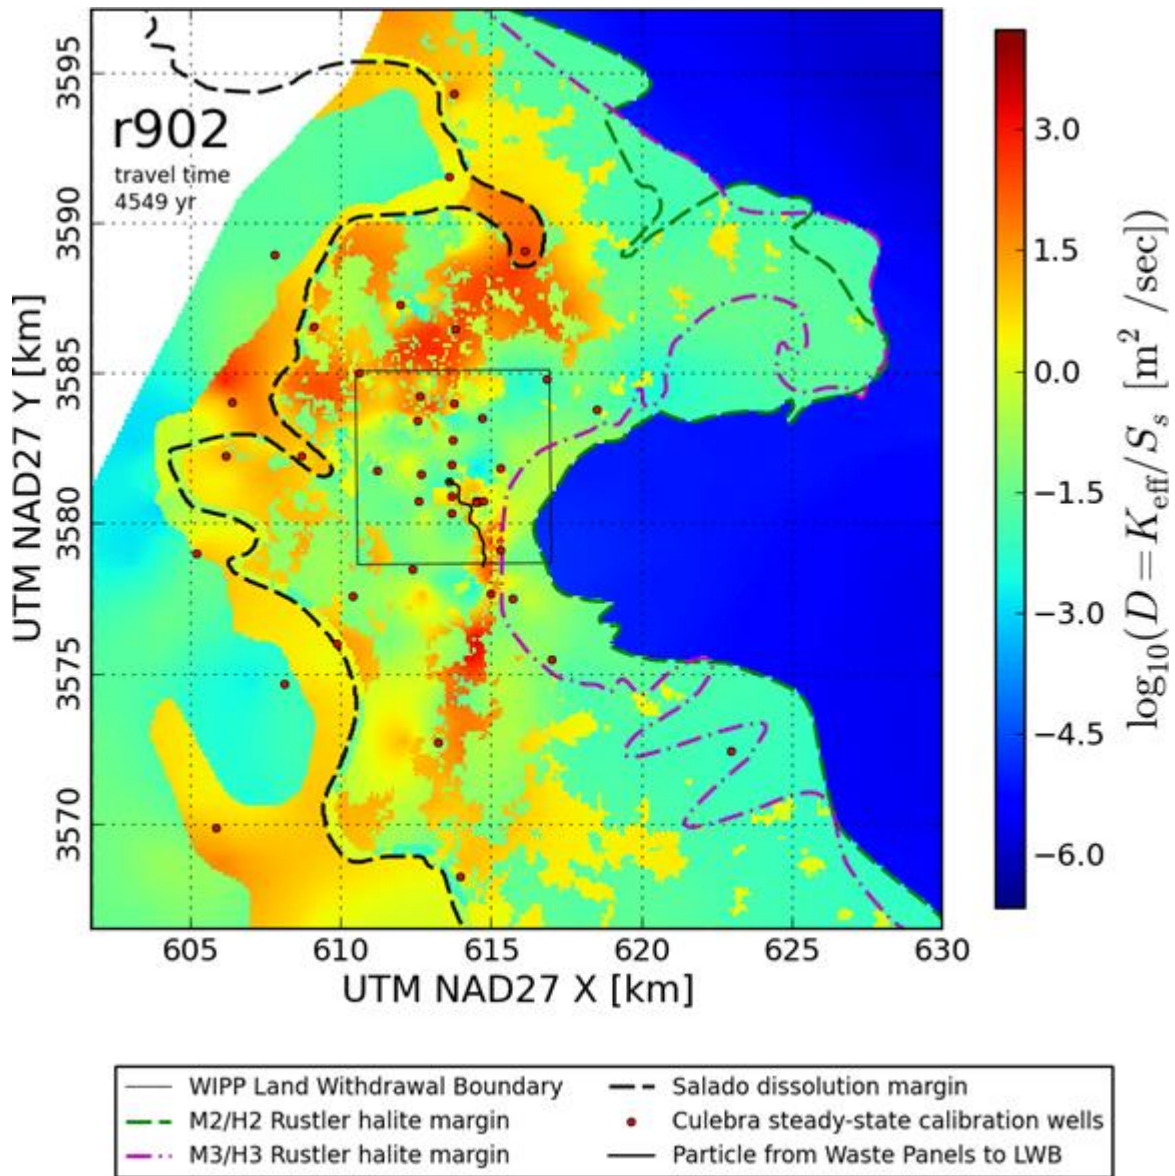 3595
3590
3585
3580
3575
3570
UTM NAD27 Y [km]
r902
travel time
4549 yr
605 610 615 620 625 630
UTM NAD27 X [km]
3.0
1.5
0.0
−1.5
−3.0
−4.5
−6.0
log₁₀(D = K_eff/S_s [m² /sec])
WIPP Land Withdrawal Boundary
M2/H2 Rustler halite margin
M3/H3 Rustler halite margin
Salado dissolution margin
Culebra steady-state calibration wells
Particle from Waste Panels to LWB